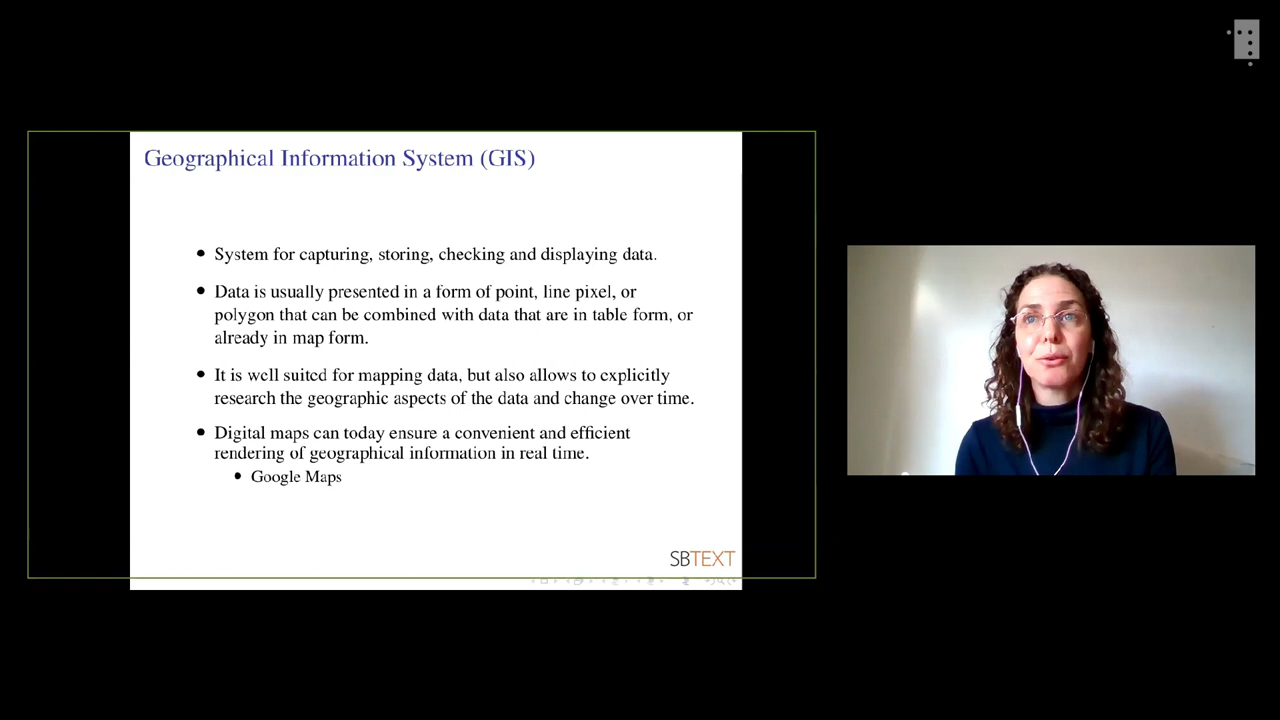 Geographical Information System (GIS)
System for capturing, storing, checking and displaying data.
Data is usually presented in a form of point, line pixel, or
polygon that can be combined with data that are in table form, or
already in map form.
It is well suited for mapping data, but also allows to explicitly
research the geographic aspects of the data and change over time.
Digital maps can today ensure a convenient and efficient
rendering of geographical information in real time.
Google Maps
SBTEXT